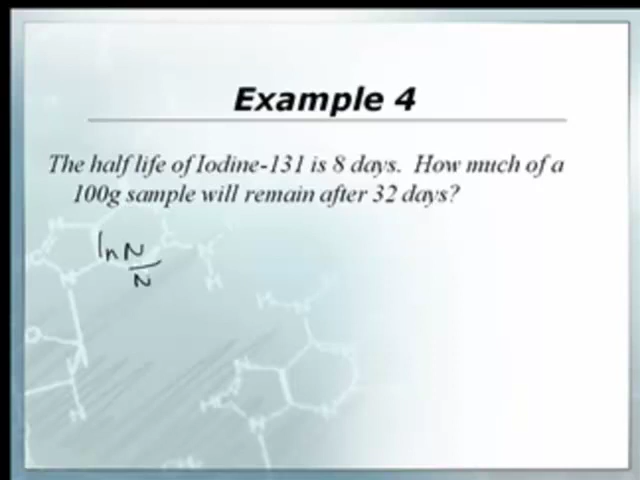 Example 4
The half life of Iodine-131 is 8 days. How much of a
100g sample will remain after 32 days?
ln N
N